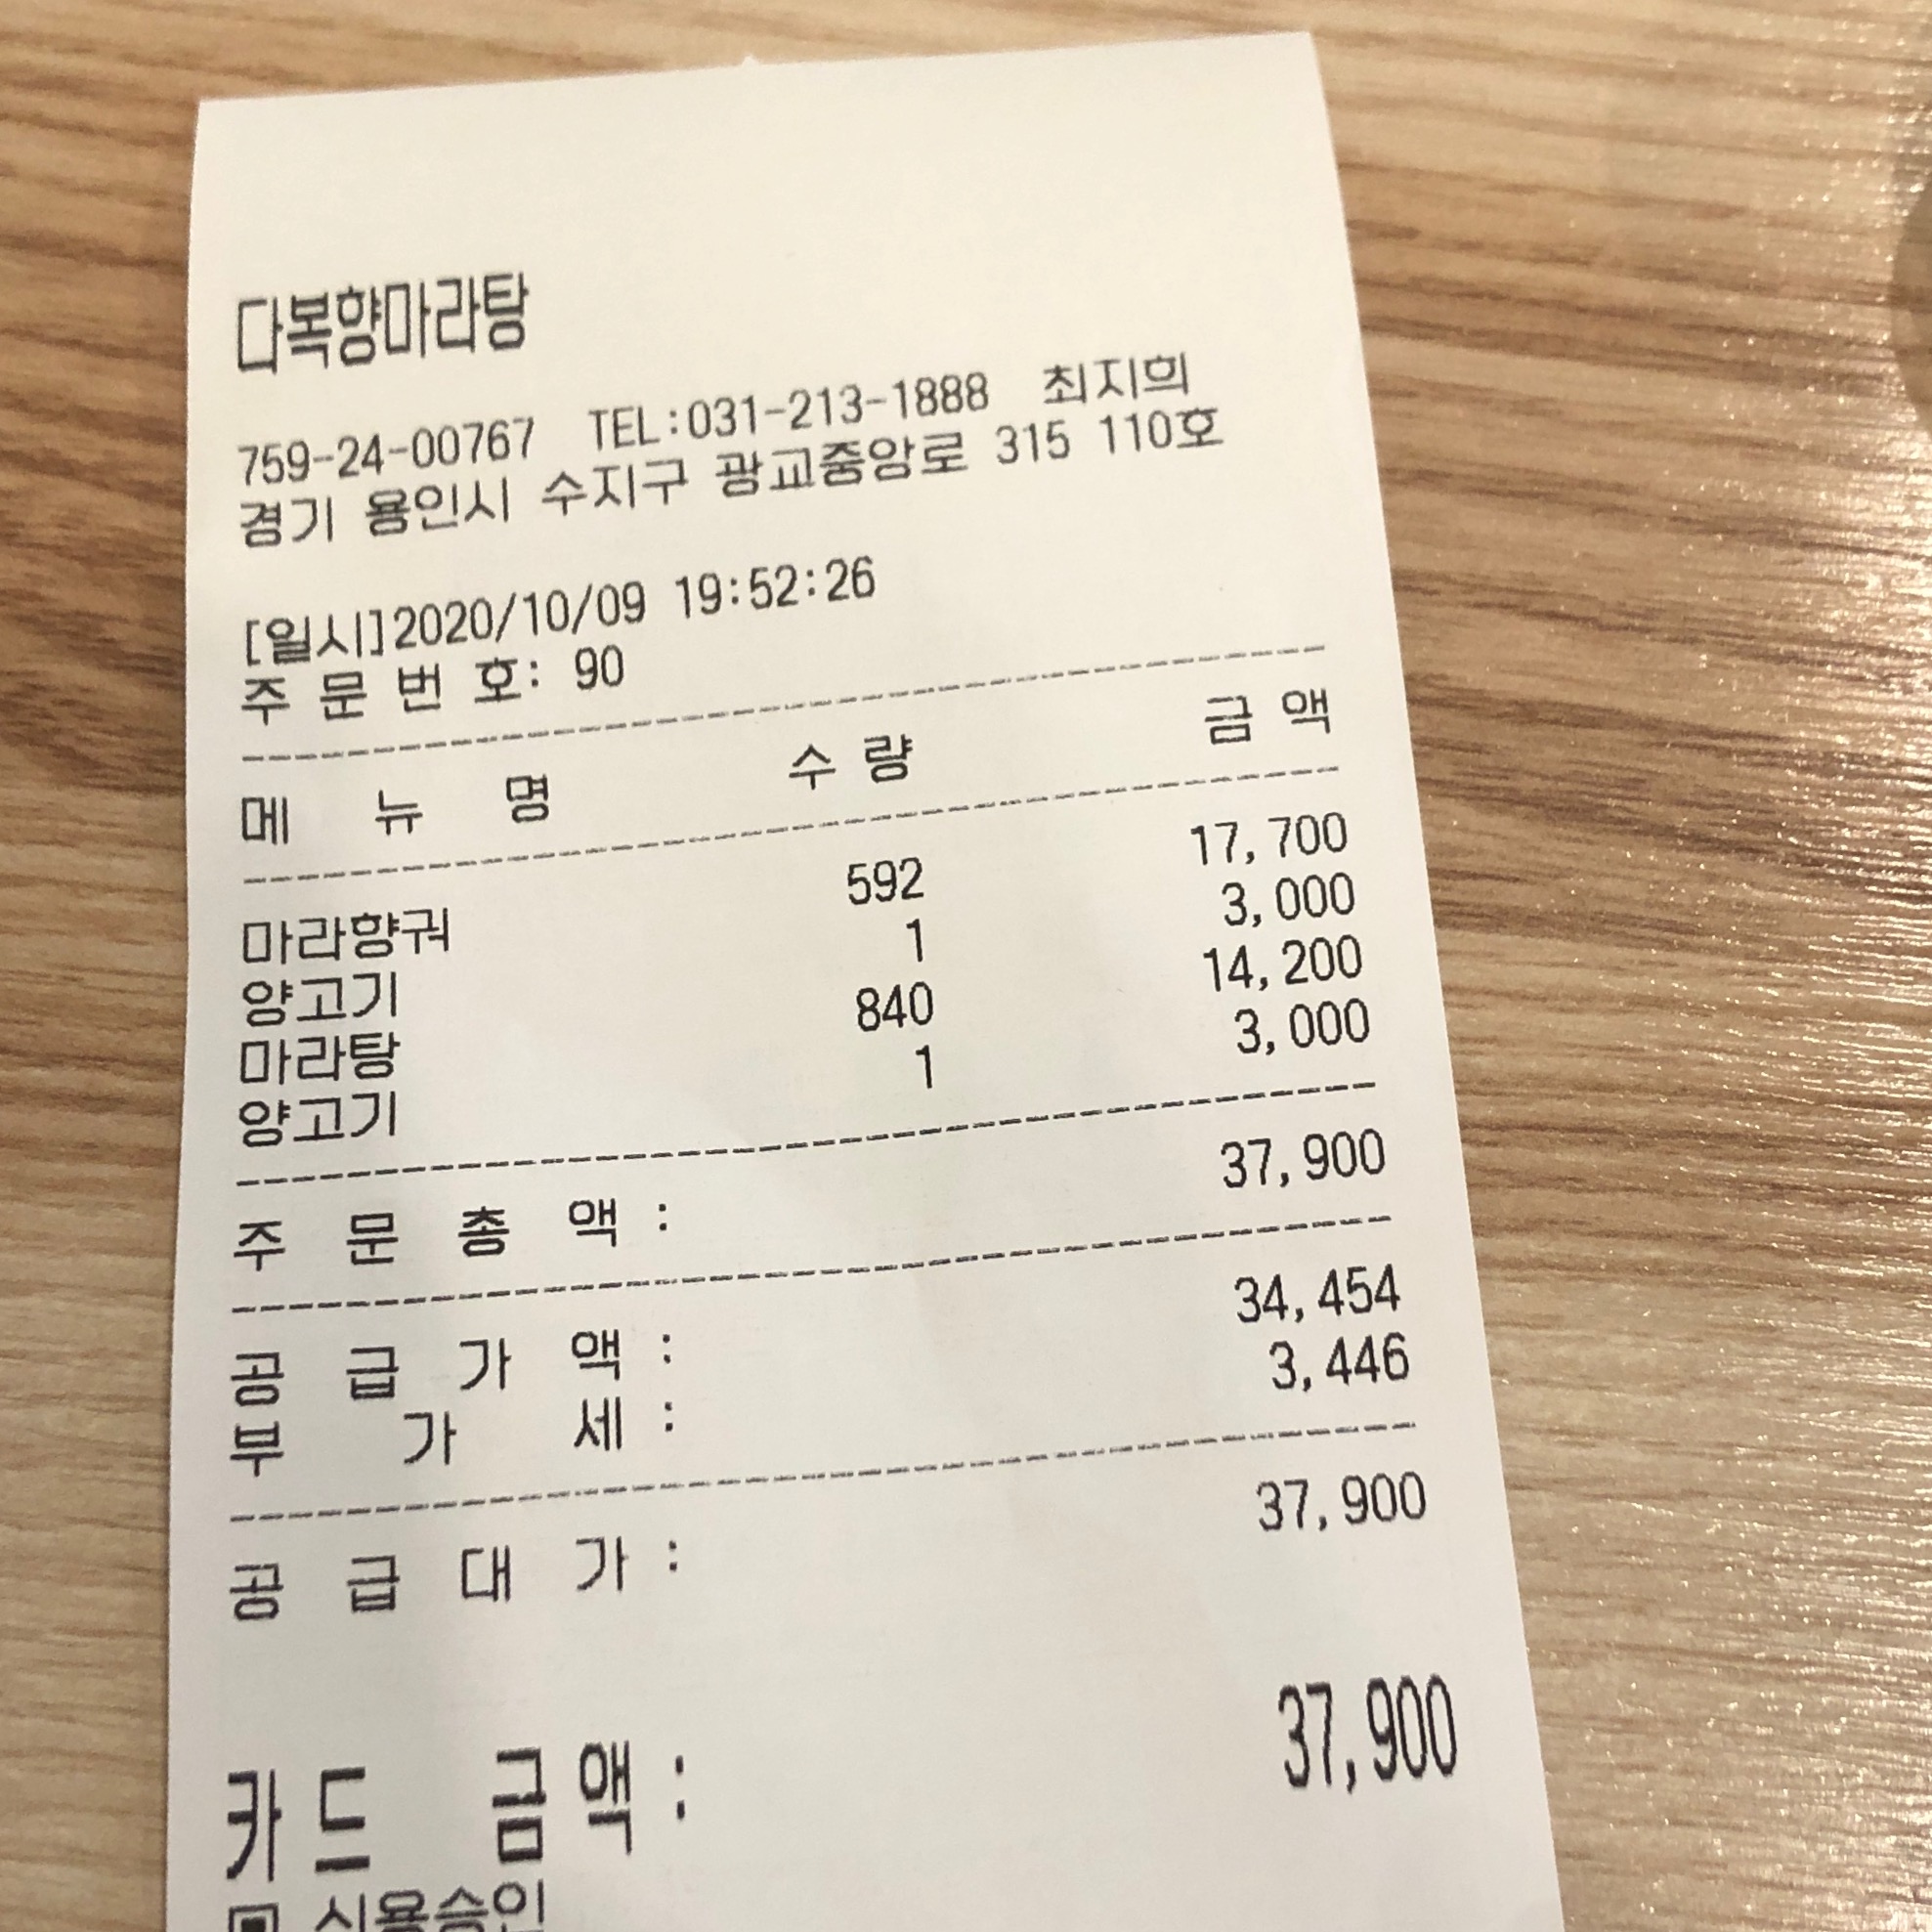 다복향마라탕
759-24-00767 TEL:031-213-1888 최지희
경기 용인시 수지구 광교중앙로 315 110호
[일시]2020/10/09 19:52:26
주 문 번 호: 90
메 뉴 명 수 량 금 액
마라향궈 592 17,700
양고기 1 3,000
마라탕 840 14,200
양고기 1 3,000
주 문 총 액 : 37,900
공 급 가 액 : 34,454
부 가 세 : 3,446
공 급 대 가 : 37,900
카 드 금 액 : 37,900
▣ 신용승인